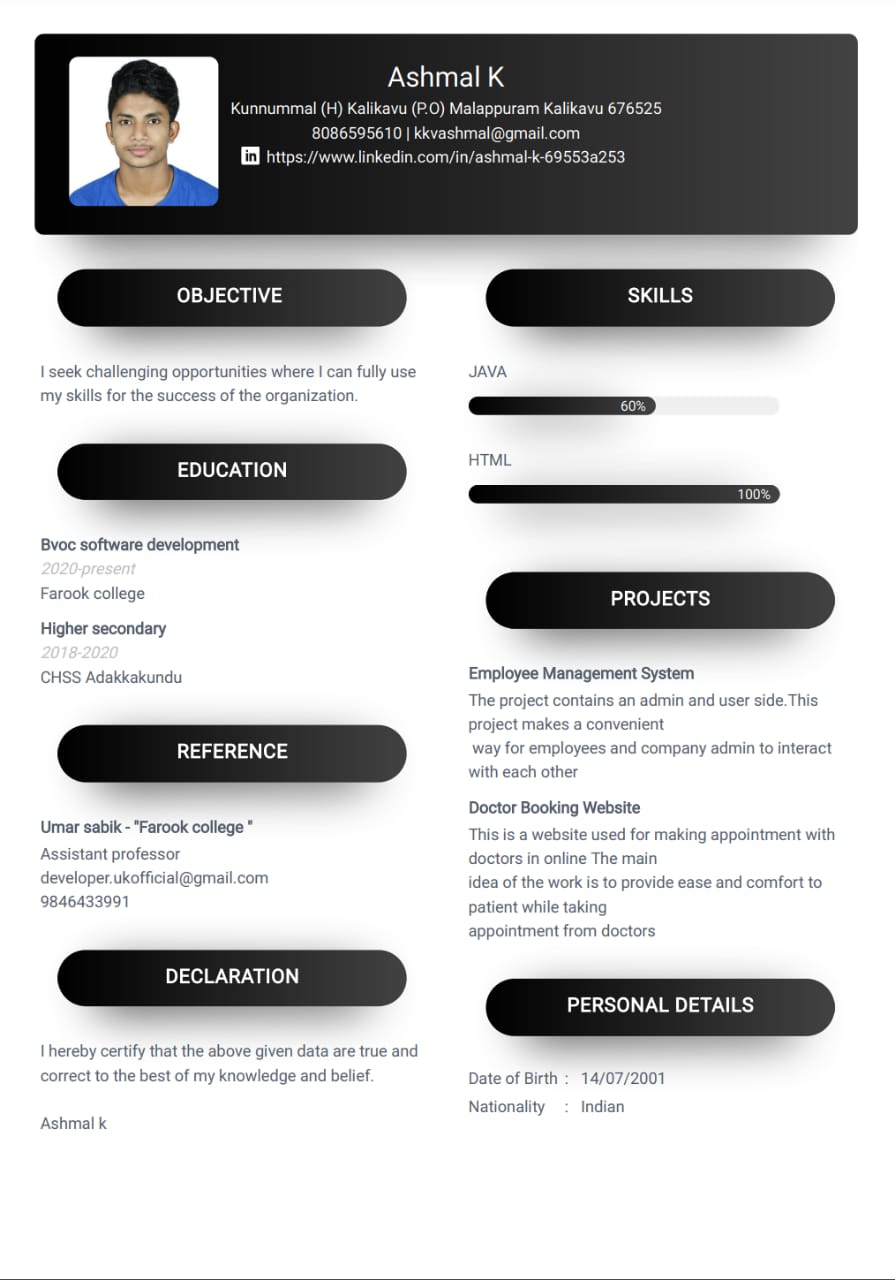 Ashmal K
Kunnummal (H) Kalikavu (P.O) Malappuram Kalikavu 676525
8086595610 | kkvashmal@gmail.com
in https://www.linkedin.com/in/ashmal-k-69553a253
OBJECTIVE
I seek challenging opportunities where I can fully use
my skills for the success of the organization.
EDUCATION
Bvoc software development
2020-present
Farook college
Higher secondary
2018-2020
CHSS Adakkakundu
REFERENCE
Umar sabik - "Farook college "
Assistant professor
developer.ukofficial@gmail.com
9846433991
DECLARATION
I hereby certify that the above given data are true and
correct to the best of my knowledge and belief.
Ashmal k
SKILLS
JAVA
60%
HTML
100%
PROJECTS
Employee Management System
The project contains an admin and user side.This
project makes a convenient
way for employees and company admin to interact
with each other
Doctor Booking Website
This is a website used for making appointment with
doctors in online The main
idea of the work is to provide ease and comfort to
patient while taking
appointment from doctors
PERSONAL DETAILS
Date of Birth : 14/07/2001
Nationality : Indian